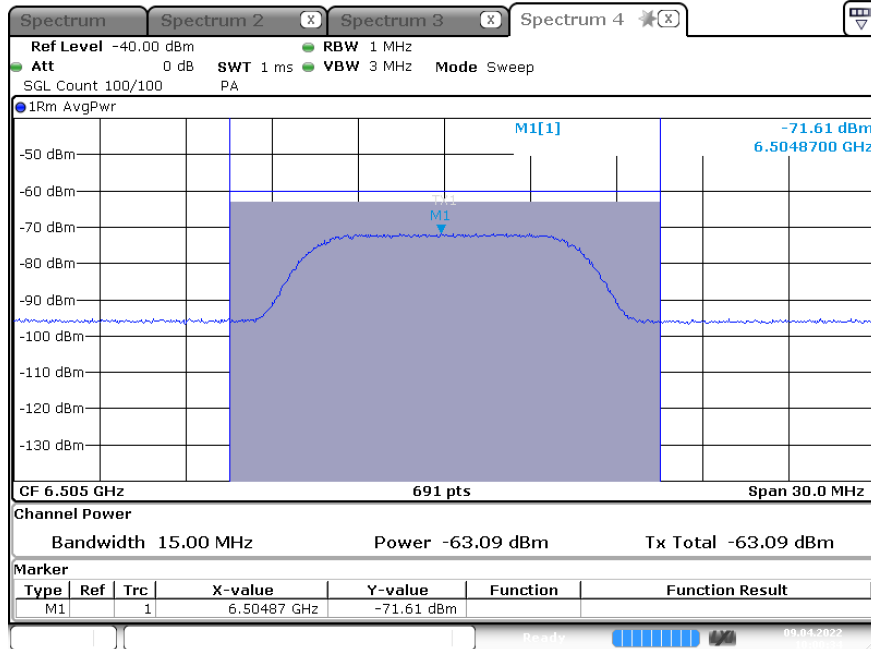 Spectrum Spectrum 2 X Spectrum 3 X Spectrum 4 X
Ref Level -40.00 dBm RBW 1 MHz
Att 0 dB SWT 1 ms VBW 3 MHz Mode Sweep
SGL Count 100/100 PA
1Rm AvgPwr
M1[1] -71.61 dBm
6.5048700 GHz
-50 dBm
-60 dBm
Tx1
M1
-70 dBm
-80 dBm
-90 dBm
-100 dBm
-110 dBm
-120 dBm
-130 dBm
CF 6.505 GHz 691 pts Span 30.0 MHz
Channel Power
Bandwidth 15.00 MHz Power -63.09 dBm Tx Total -63.09 dBm
Marker
Type Ref Trc X-value Y-value Function Function Result
M1 1 6.50487 GHz -71.61 dBm
Ready 09.04.2022